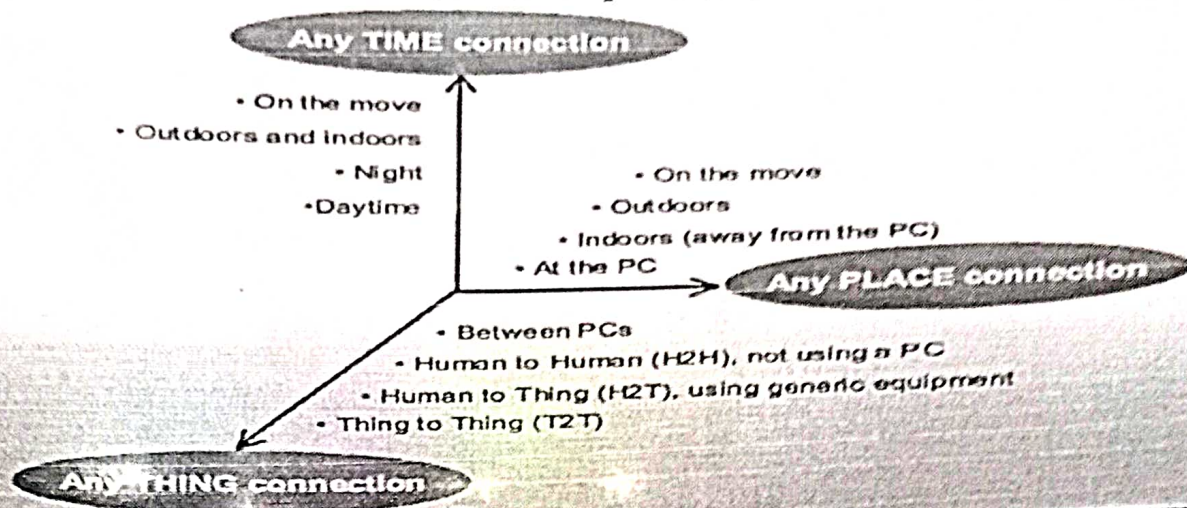 Any TIME connection
• On the move
• Outdoors and indoors
• Night
•Daytime
• On the move
• Outdoors
• Indoors (away from the PC)
• At the PC
Any PLACE connection
• Between PCs
• Human to Human (H2H), not using a PC
• Human to Thing (H2T), using generic equipment
• Thing to Thing (T2T)
Any THING connection